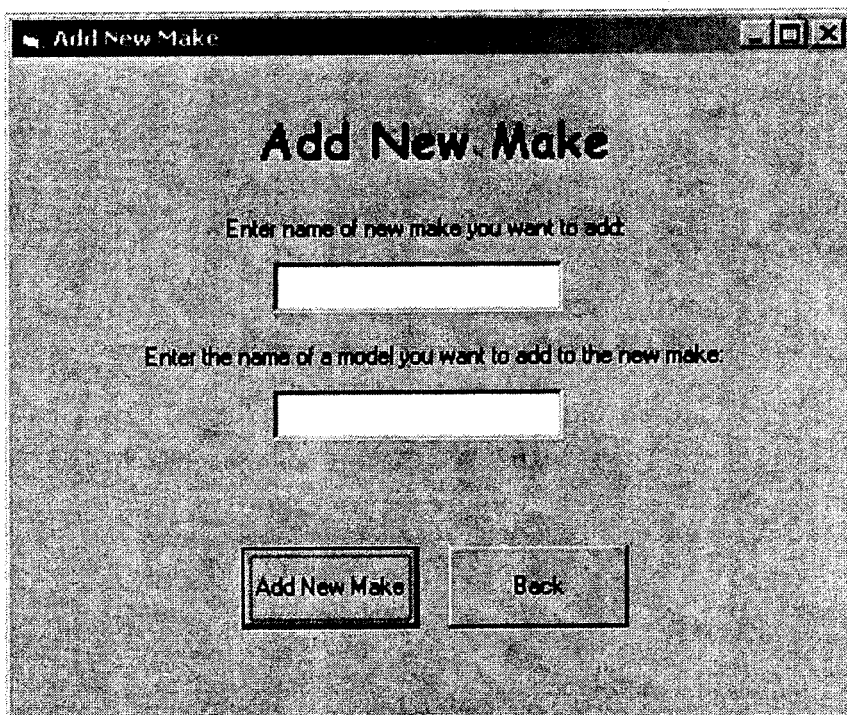 Add New Make
Add New Make
Enter name of new make you want to add:
Enter the name of a model you want to add to the new make:
Add New Make
Back